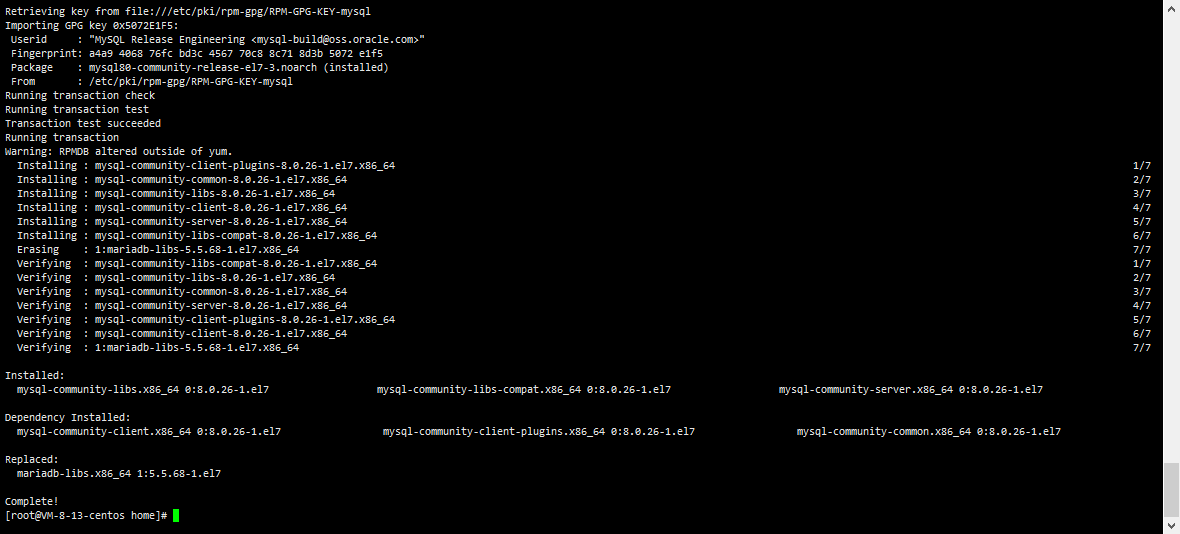 Retrieving key from file:///etc/pki/rpm-gpg/RPM-GPG-KEY-mysql
Importing GPG key 0x5072E1F5:
 Userid     : "MySQL Release Engineering <mysql-build@oss.oracle.com>"
 Fingerprint: a4a9 4068 76fc bd3c 4567 70c8 8c71 8d3b 5072 e1f5
 Package    : mysql80-community-release-el7-3.noarch (installed)
 From       : /etc/pki/rpm-gpg/RPM-GPG-KEY-mysql
Running transaction check
Running transaction test
Transaction test succeeded
Running transaction
Warning: RPMDB altered outside of yum.
  Installing : mysql-community-client-plugins-8.0.26-1.el7.x86_64 1/7
  Installing : mysql-community-common-8.0.26-1.el7.x86_64 2/7
  Installing : mysql-community-libs-8.0.26-1.el7.x86_64 3/7
  Installing : mysql-community-client-8.0.26-1.el7.x86_64 4/7
  Installing : mysql-community-server-8.0.26-1.el7.x86_64 5/7
  Installing : mysql-community-libs-compat-8.0.26-1.el7.x86_64 6/7
  Erasing    : 1:mariadb-libs-5.5.68-1.el7.x86_64 7/7
  Verifying  : mysql-community-libs-compat-8.0.26-1.el7.x86_64 1/7
  Verifying  : mysql-community-libs-8.0.26-1.el7.x86_64 2/7
  Verifying  : mysql-community-common-8.0.26-1.el7.x86_64 3/7
  Verifying  : mysql-community-server-8.0.26-1.el7.x86_64 4/7
  Verifying  : mysql-community-client-plugins-8.0.26-1.el7.x86_64 5/7
  Verifying  : mysql-community-client-8.0.26-1.el7.x86_64 6/7
  Verifying  : 1:mariadb-libs-5.5.68-1.el7.x86_64 7/7
Installed:
  mysql-community-libs.x86_64 0:8.0.26-1.el7 mysql-community-libs-compat.x86_64 0:8.0.26-1.el7 mysql-community-server.x86_64 0:8.0.26-1.el7
Dependency Installed:
  mysql-community-client.x86_64 0:8.0.26-1.el7 mysql-community-client-plugins.x86_64 0:8.0.26-1.el7 mysql-community-common.x86_64 0:8.0.26-1.el7
Replaced:
  mariadb-libs.x86_64 1:5.5.68-1.el7
Complete!
[root@VM-8-13-centos home]#